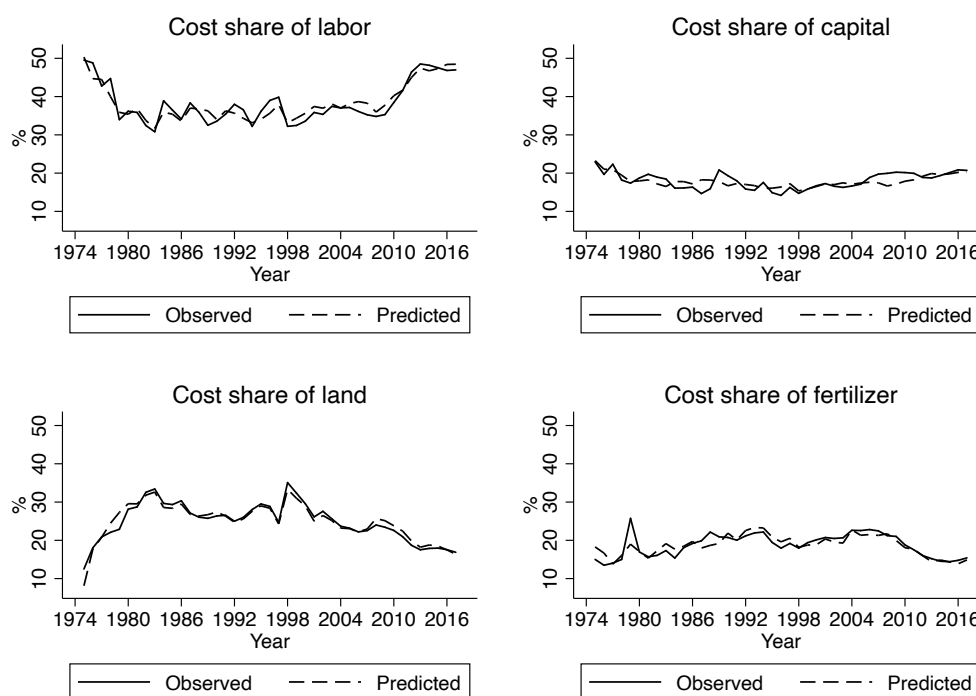 Cost share of labor
%
50
40
30
20
10
1974 1980 1986 1992 1998 2004 2010 2016
Year
Observed Predicted
Cost share of capital
%
50
40
30
20
10
1974 1980 1986 1992 1998 2004 2010 2016
Year
Observed Predicted
Cost share of land
%
50
40
30
20
10
1974 1980 1986 1992 1998 2004 2010 2016
Year
Observed Predicted
Cost share of fertilizer
%
50
40
30
20
10
1974 1980 1986 1992 1998 2004 2010 2016
Year
Observed Predicted